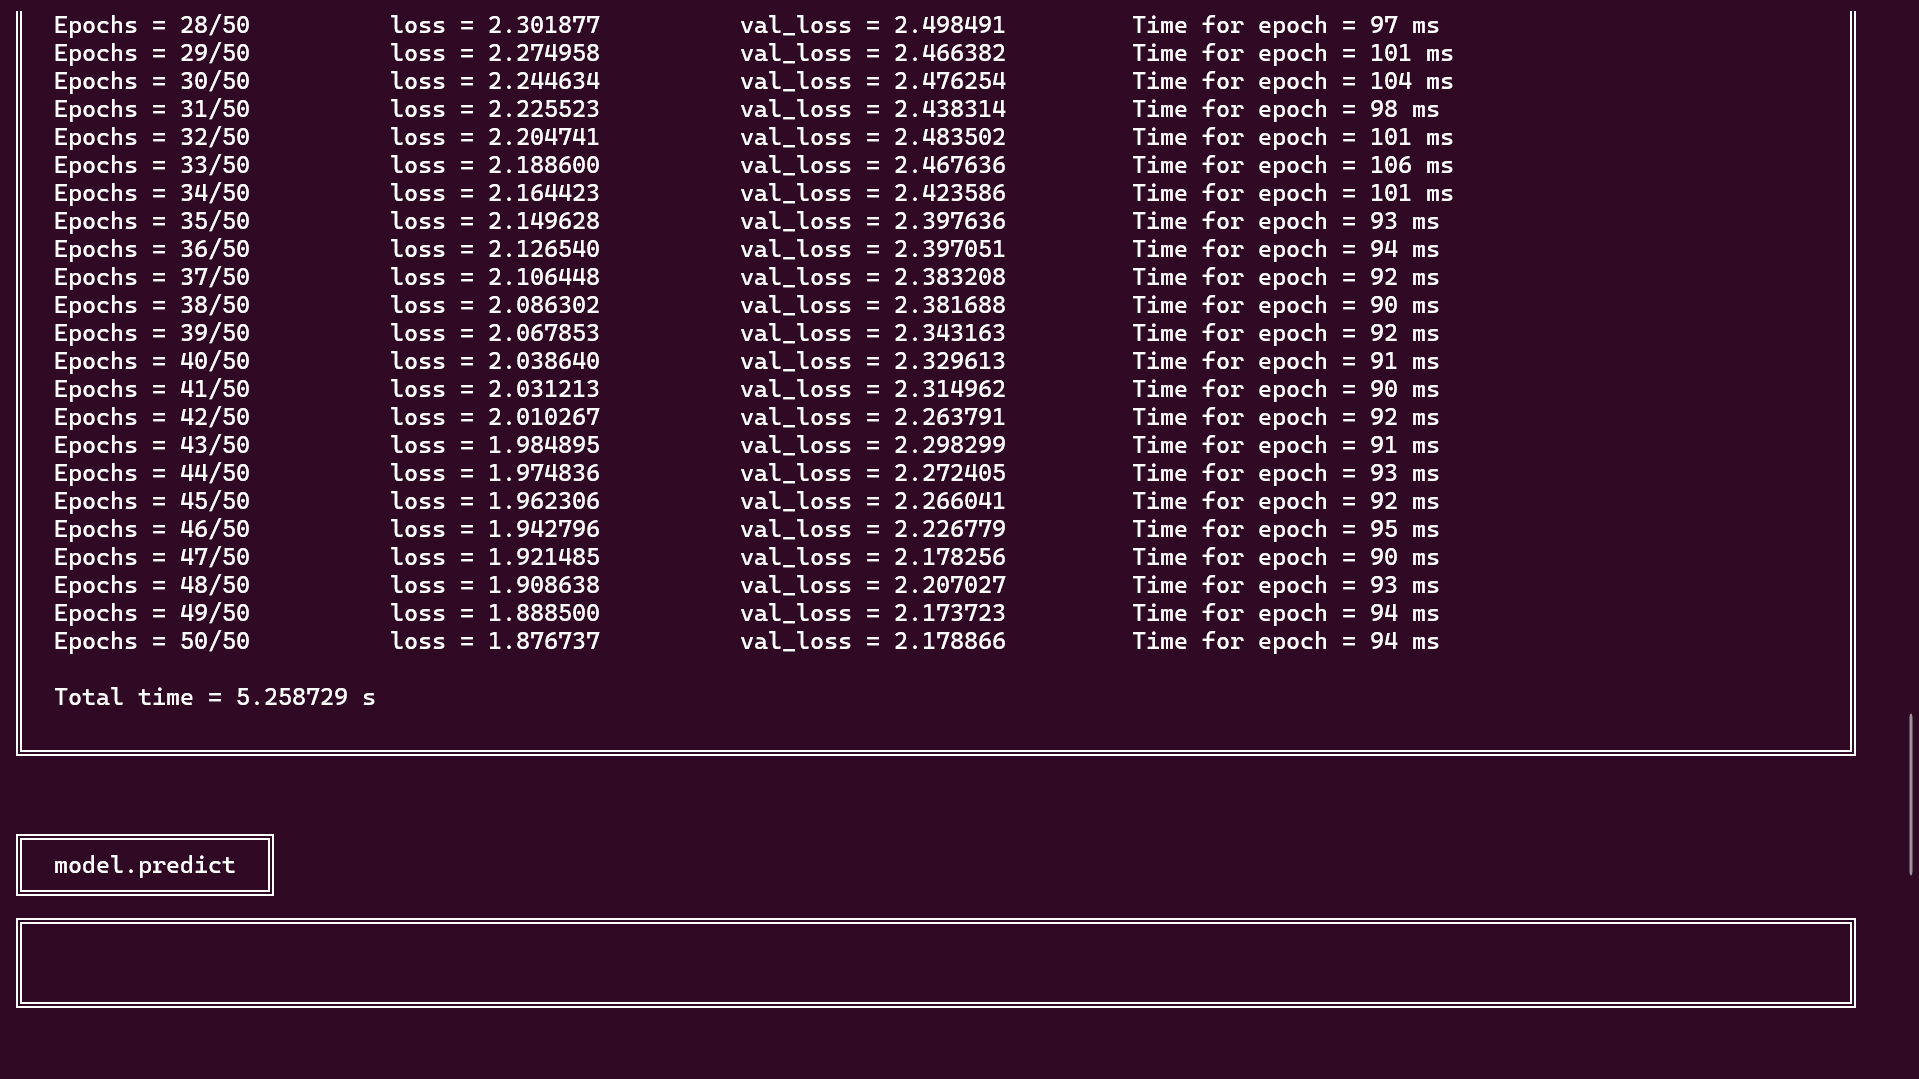 Epochs = 28/50 loss = 2.301877 val_loss = 2.498491 Time for epoch = 97 ms
Epochs = 29/50 loss = 2.274958 val_loss = 2.466382 Time for epoch = 101 ms
Epochs = 30/50 loss = 2.244634 val_loss = 2.476254 Time for epoch = 104 ms
Epochs = 31/50 loss = 2.225523 val_loss = 2.438314 Time for epoch = 98 ms
Epochs = 32/50 loss = 2.204741 val_loss = 2.483502 Time for epoch = 101 ms
Epochs = 33/50 loss = 2.188600 val_loss = 2.467636 Time for epoch = 106 ms
Epochs = 34/50 loss = 2.164423 val_loss = 2.423586 Time for epoch = 101 ms
Epochs = 35/50 loss = 2.149628 val_loss = 2.397636 Time for epoch = 93 ms
Epochs = 36/50 loss = 2.126540 val_loss = 2.397051 Time for epoch = 94 ms
Epochs = 37/50 loss = 2.106448 val_loss = 2.383208 Time for epoch = 92 ms
Epochs = 38/50 loss = 2.086302 val_loss = 2.381688 Time for epoch = 90 ms
Epochs = 39/50 loss = 2.067853 val_loss = 2.343163 Time for epoch = 92 ms
Epochs = 40/50 loss = 2.038640 val_loss = 2.329613 Time for epoch = 91 ms
Epochs = 41/50 loss = 2.031213 val_loss = 2.314962 Time for epoch = 90 ms
Epochs = 42/50 loss = 2.010267 val_loss = 2.263791 Time for epoch = 92 ms
Epochs = 43/50 loss = 1.984895 val_loss = 2.298299 Time for epoch = 91 ms
Epochs = 44/50 loss = 1.974836 val_loss = 2.272405 Time for epoch = 93 ms
Epochs = 45/50 loss = 1.962306 val_loss = 2.266041 Time for epoch = 92 ms
Epochs = 46/50 loss = 1.942796 val_loss = 2.226779 Time for epoch = 95 ms
Epochs = 47/50 loss = 1.921485 val_loss = 2.178256 Time for epoch = 90 ms
Epochs = 48/50 loss = 1.908638 val_loss = 2.207027 Time for epoch = 93 ms
Epochs = 49/50 loss = 1.888500 val_loss = 2.173723 Time for epoch = 94 ms
Epochs = 50/50 loss = 1.876737 val_loss = 2.178866 Time for epoch = 94 ms
Total time = 5.258729 s
model.predict